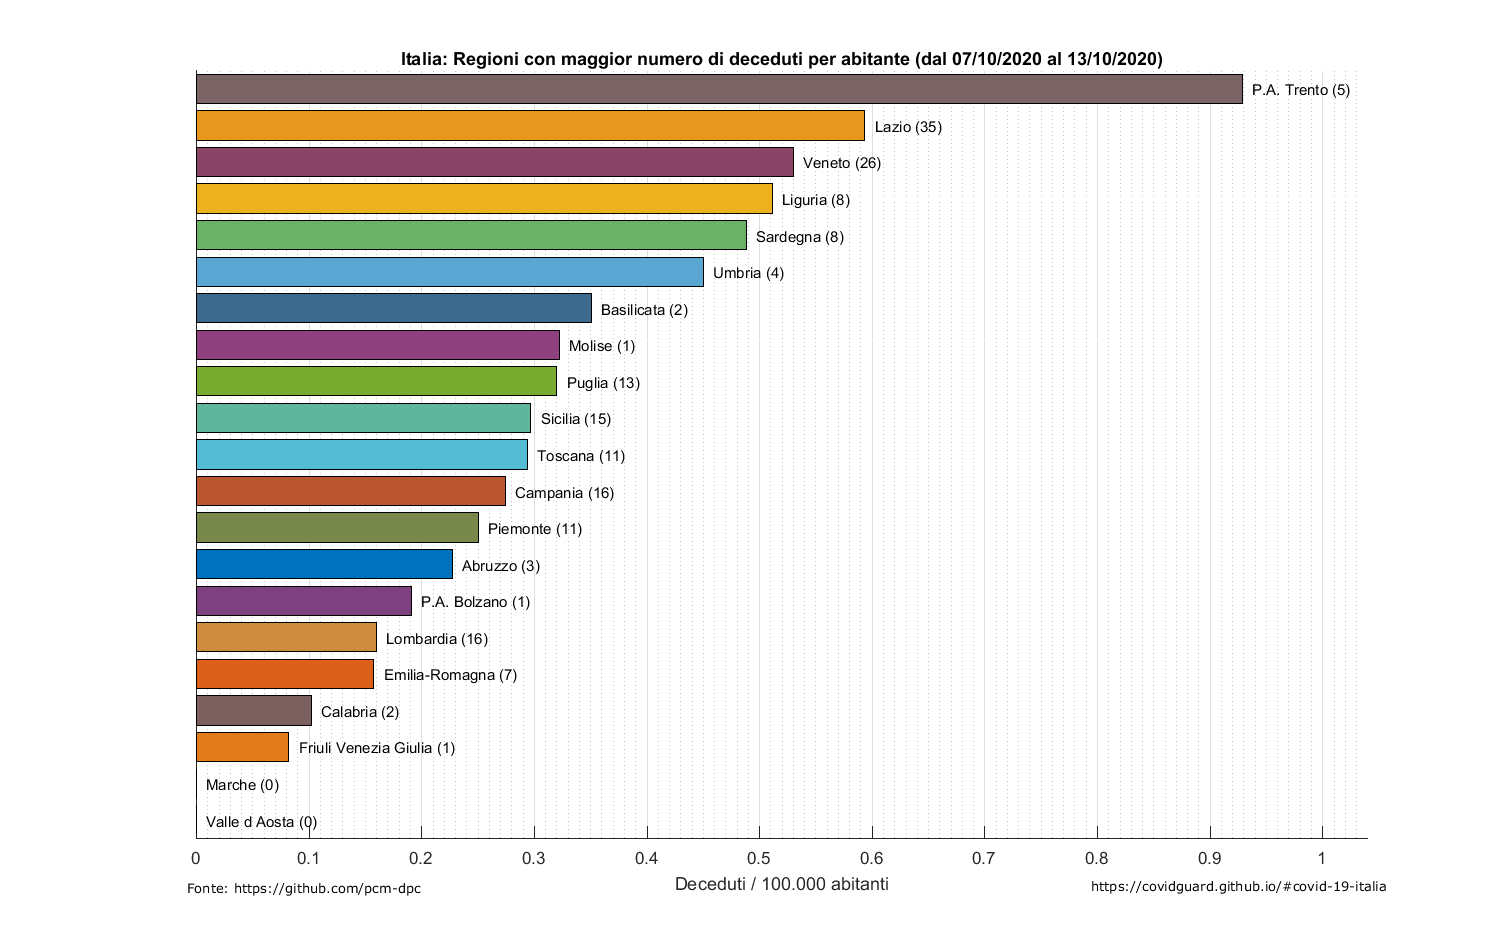 Italia: Regioni con maggior numero di deceduti per abitante (dal 07/10/2020 al 13/10/2020)
P.A. Trento (5)
Lazio (35)
Veneto (26)
Liguria (8)
Sardegna (8)
Umbria (4)
Basilicata (2)
Molise (1)
Puglia (13)
Sicilia (15)
Toscana (11)
Campania (16)
Piemonte (11)
Abruzzo (3)
P.A. Bolzano (1)
Lombardia (16)
Emilia-Romagna (7)
Calabria (2)
Friuli Venezia Giulia (1)
Marche (0)
Valle d Aosta (0)
0 0.1 0.2 0.3 0.4 0.5 0.6 0.7 0.8 0.9 1
Deceduti / 100.000 abitanti
Fonte: https://github.com/pcm-dpc
https://covidguard.github.io/#covid-19-italia